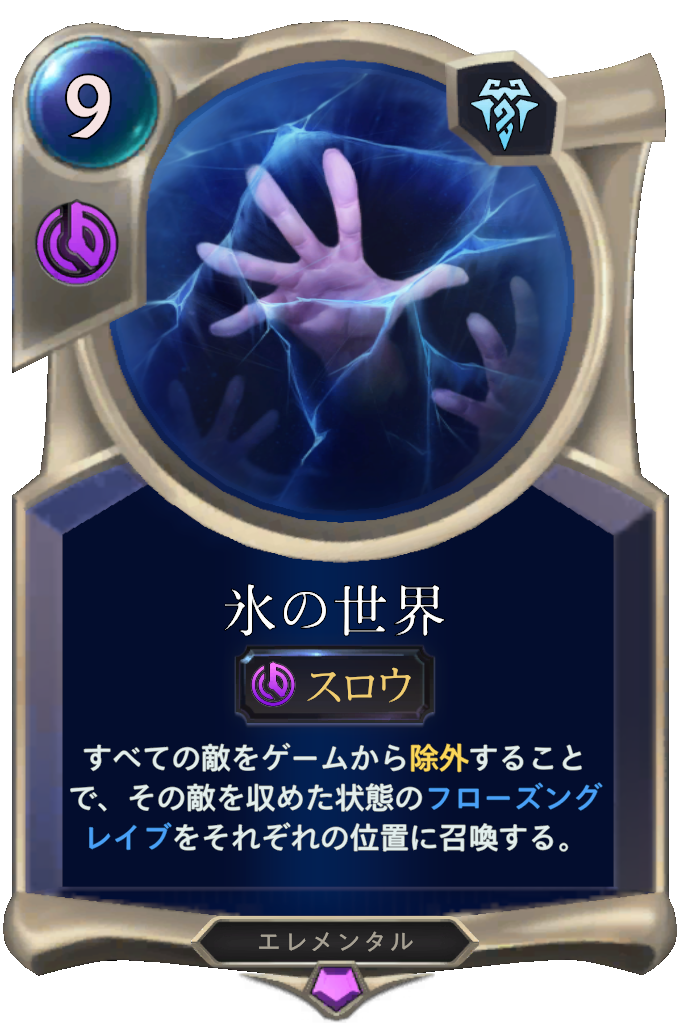 9
氷の世界
スロウ
すべての敵をゲームから除外すること
で、その敵を収めた状態のフローズング
レイブをそれぞれの位置に召喚する。
エレメンタル